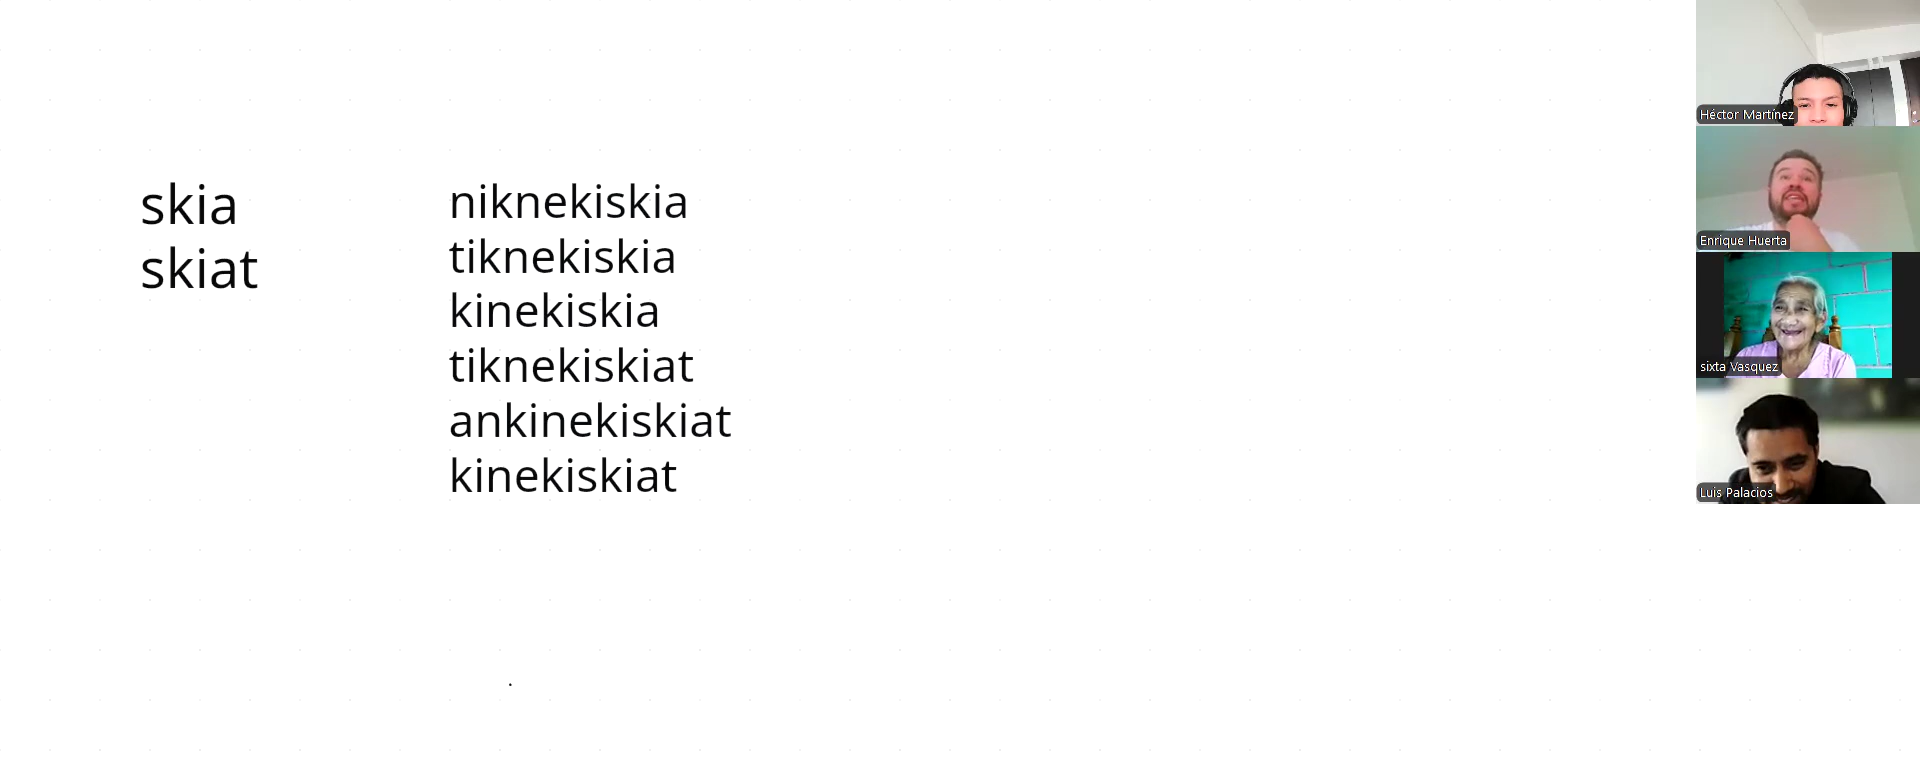 skia
skiat
niknekiskia
tiknekiskia
kinekiskia
tiknekiskiat
ankinekiskiat
kinekiskiat
Héctor Martínez
Enrique Huerta
sixta Vasquez
Luis Palacios